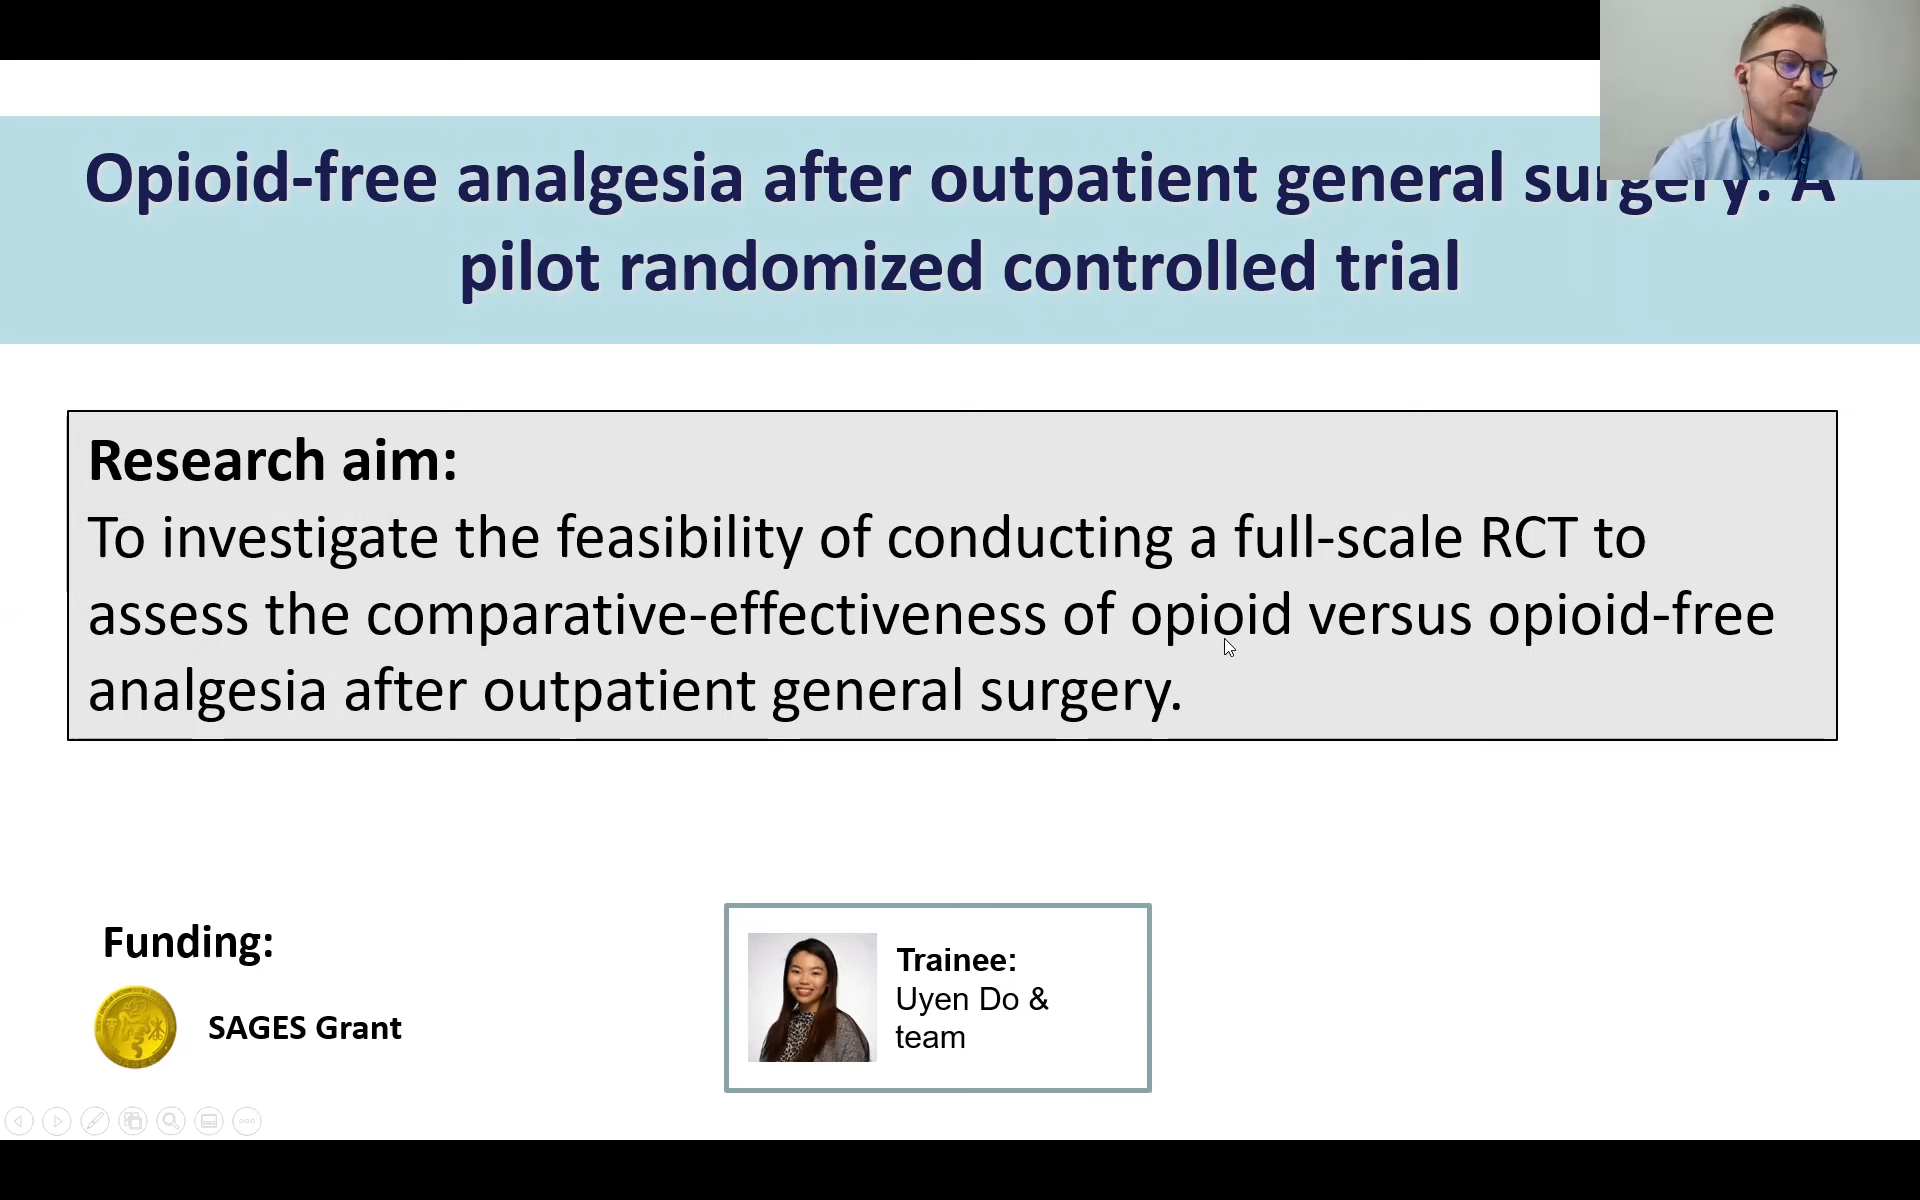 Opioid-free analgesia after outpatient general surgery: A
pilot randomized controlled trial
Research aim:
To investigate the feasibility of conducting a full-scale RCT to
assess the comparative-effectiveness of opioid versus opioid-free
analgesia after outpatient general surgery.
Funding:
SAGES Grant
Trainee:
Uyen Do &
team